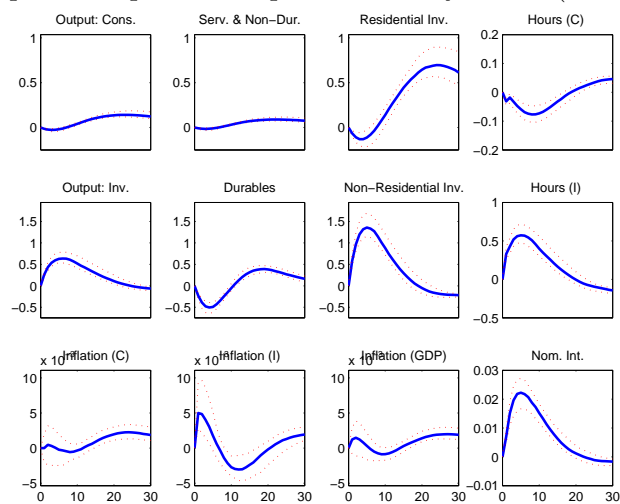 Output: Cons. Serv. & Non−Dur. Residential Inv. Hours (C)
1 1 1 0.2
0.1
0.5 0.5 0.5 0
−0.1
0 0 0 −0.2
Output: Inv. Durables Non−Residential Inv. Hours (I)
1.5 1.5 1.5 1
1 1 1 0.5
0.5 0.5 0.5
0 0 0 0
−0.5 −0.5 −0.5 −0.5
Inflation (C) Inflation (I) Inflation (GDP) Nom. Int.
x 10 x 10 x 10
10 10 10 0.03
0.02
5 5 5
0.01
0 0 0 0
−5 −5 −5 −0.01
0 10 20 30 0 10 20 30 0 10 20 30 0 10 20 30